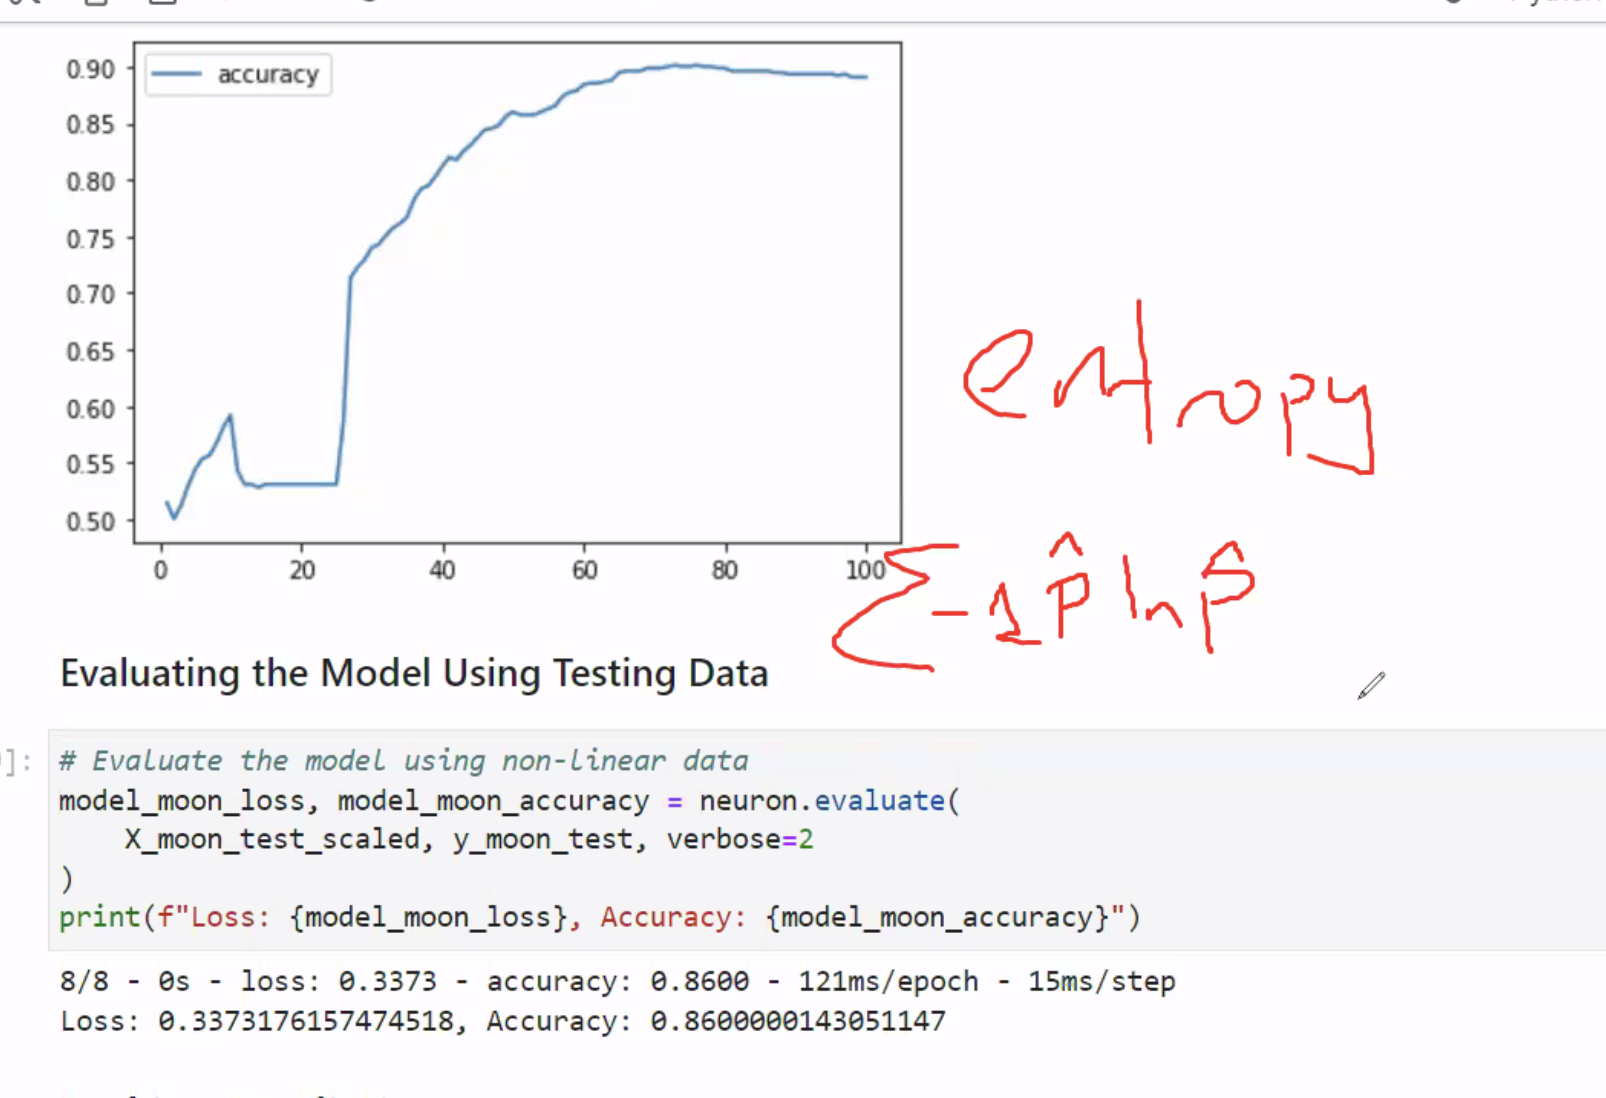 accuracy
0.90
0.85
0.80
0.75
0.70
0.65
0.60
0.55
0.50
0 20 40 60 80 100
entropy
Σ -1 p̂ ln p̂
Evaluating the Model Using Testing Data
]:
# Evaluate the model using non-linear data
model_moon_loss, model_moon_accuracy = neuron.evaluate(
    X_moon_test_scaled, y_moon_test, verbose=2
)
print(f"Loss: {model_moon_loss}, Accuracy: {model_moon_accuracy}")
8/8 - 0s - loss: 0.3373 - accuracy: 0.8600 - 121ms/epoch - 15ms/step
Loss: 0.3373176157474518, Accuracy: 0.8600000143051147